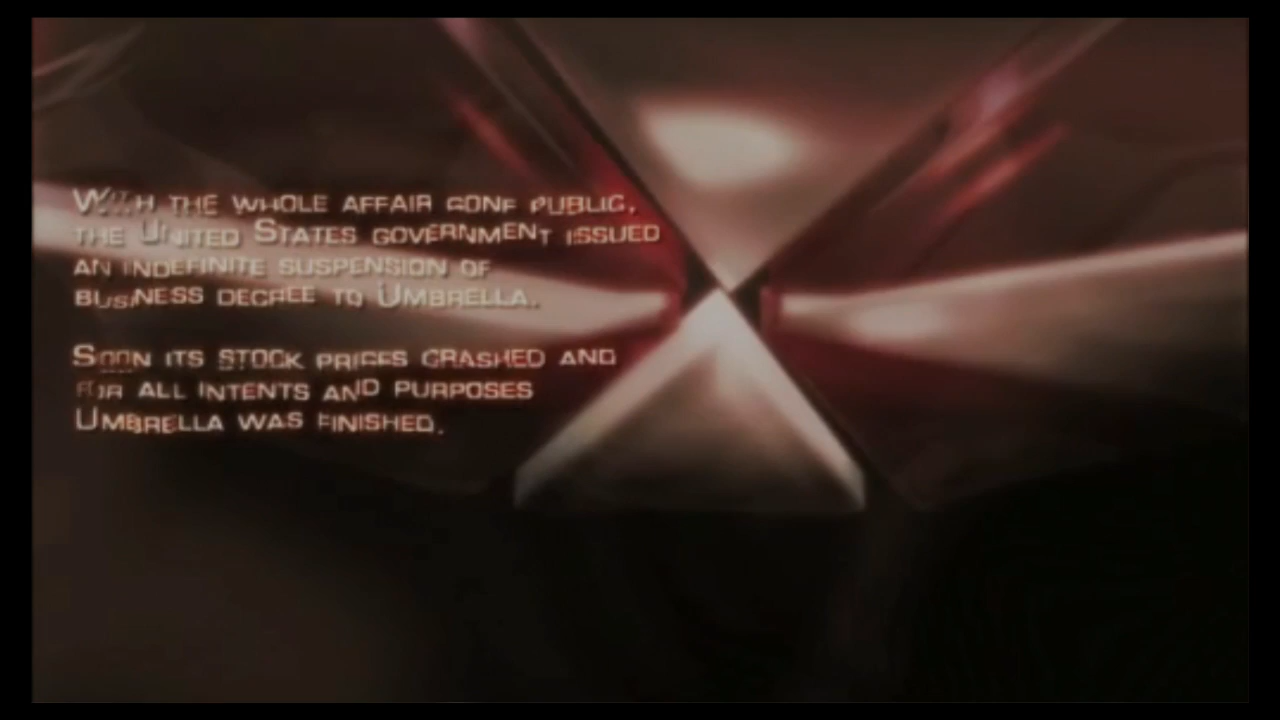 With the whole affair gone public,
the United States government issued
an indefinite suspension of
business decree to Umbrella.
Soon its stock prices crashed and
for all intents and purposes
Umbrella was finished.